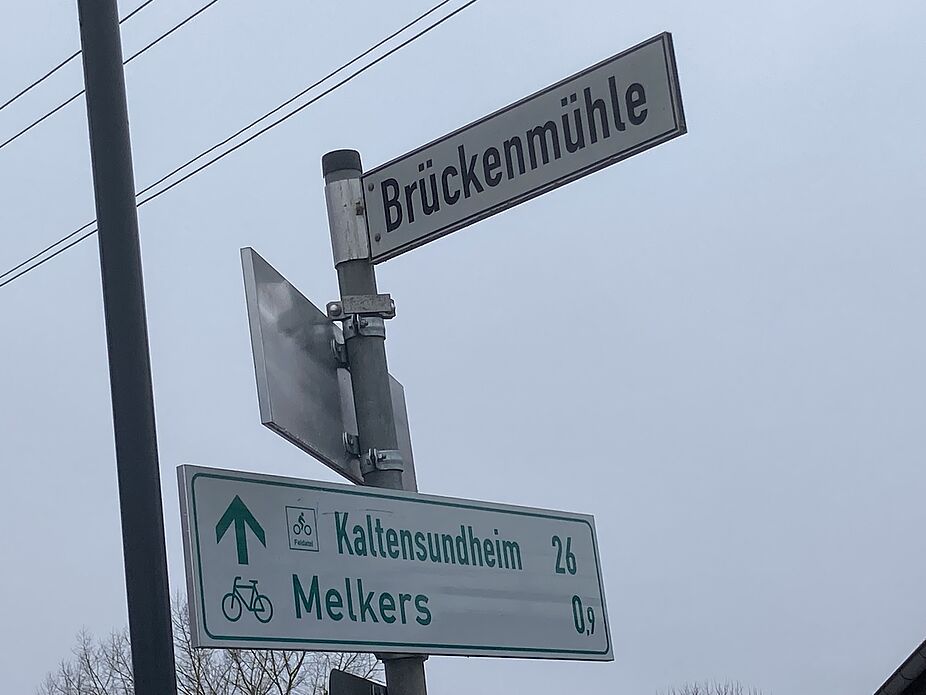 Brückenmühle
Feldatal Kaltensundheim 26
Melkers 0,9